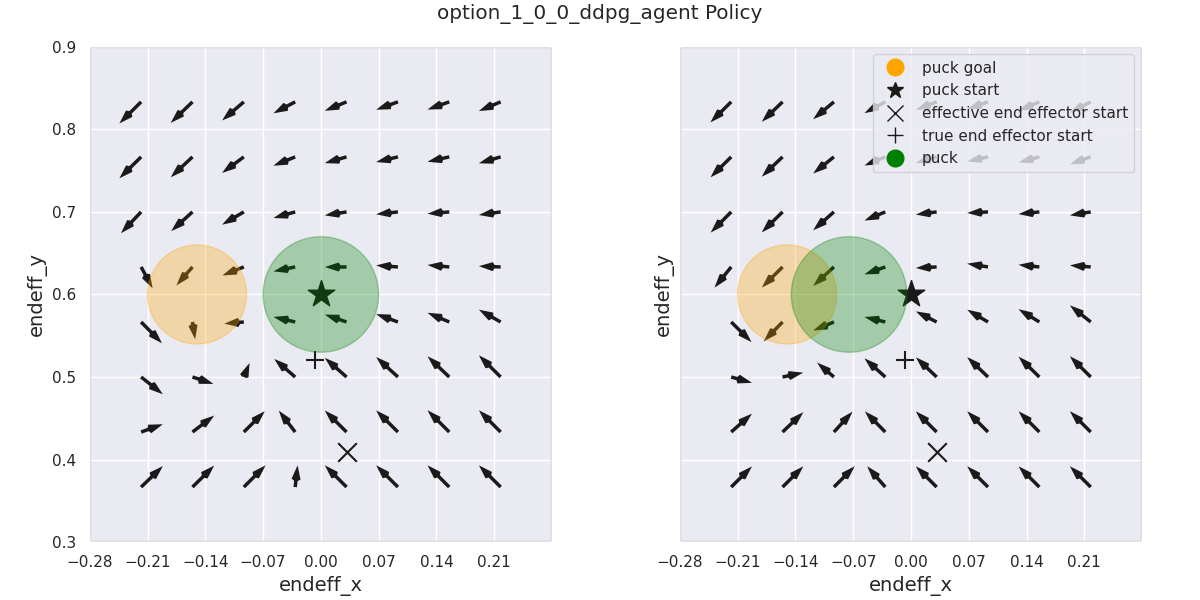 option_1_0_0_ddpg_agent Policy
endeff_y
0.9
0.8
0.7
0.6
0.5
0.4
0.3
−0.28 −0.21 −0.14 −0.07 0.00 0.07 0.14 0.21
endeff_x
endeff_y
puck goal
puck start
effective end effector start
true end effector start
puck
−0.28 −0.21 −0.14 −0.07 0.00 0.07 0.14 0.21
endeff_x